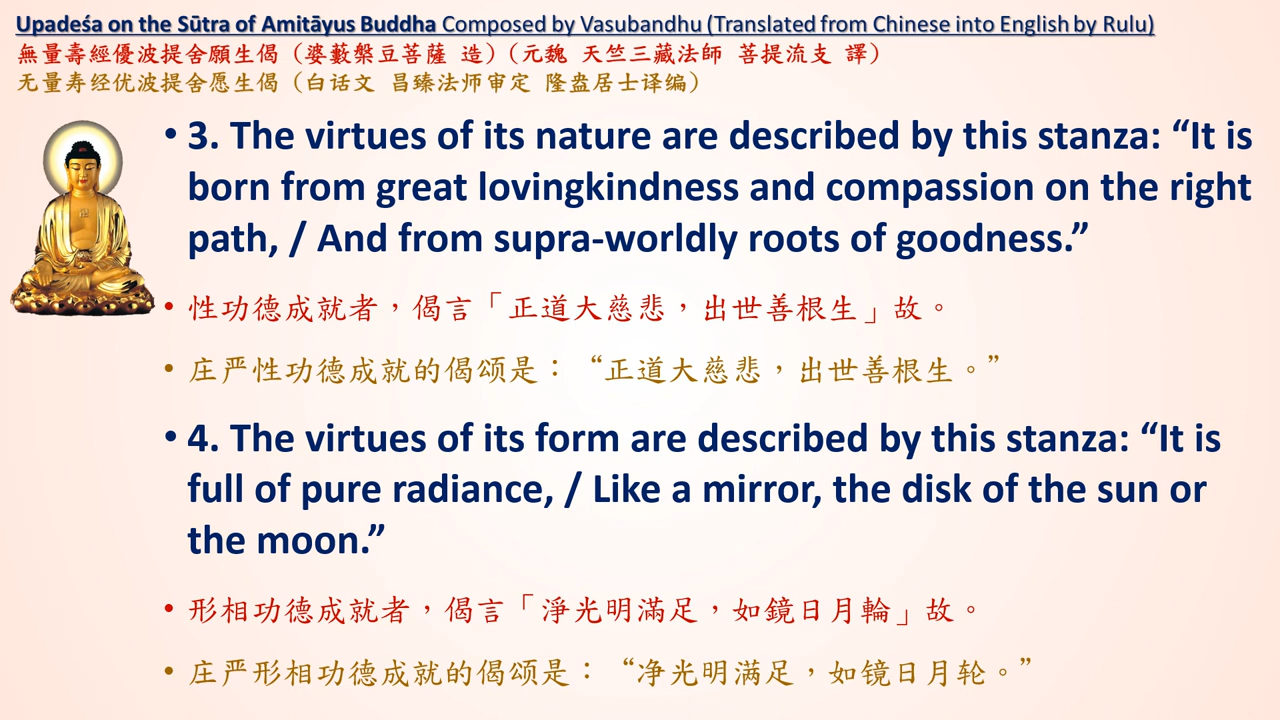 Upadeśa on the Sūtra of Amitāyus Buddha Composed by Vasubandhu (Translated from Chinese into English by Rulu)
無量壽經優波提舍願生偈（婆藪槃豆菩薩 造）（元魏 天竺三藏法師 菩提流支 譯）
无量寿经优波提舍愿生偈（白话文 昌臻法师审定 隆盎居士译编）
• 3. The virtues of its nature are described by this stanza: “It is
born from great lovingkindness and compassion on the right
path, / And from supra-worldly roots of goodness.”
• 性功德成就者，偈言「正道大慈悲，出世善根生」故。
• 庄严性功德成就的偈颂是：“正道大慈悲，出世善根生。”
• 4. The virtues of its form are described by this stanza: “It is
full of pure radiance, / Like a mirror, the disk of the sun or
the moon.”
• 形相功德成就者，偈言「淨光明滿足，如鏡日月輪」故。
• 庄严形相功德成就的偈颂是：“净光明满足，如镜日月轮。”